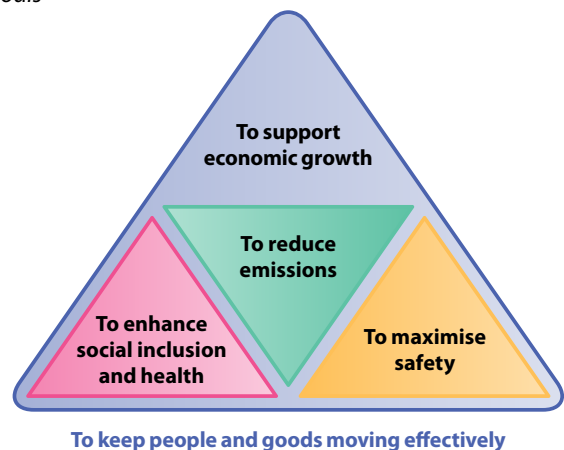 To support
economic growth
To reduce
emissions
To enhance
social inclusion
and health
To maximise
safety
To keep people and goods moving effectively